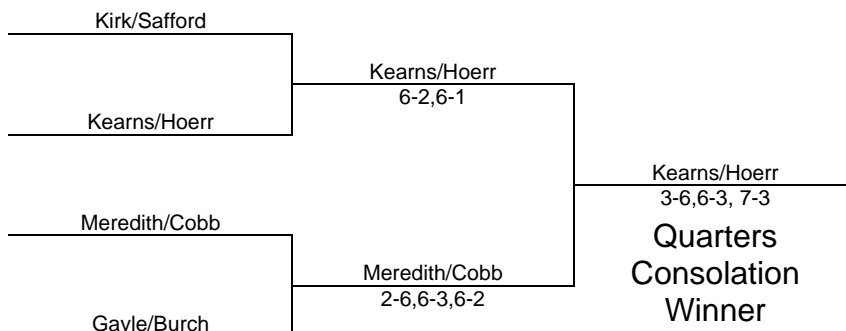 Kirk/Safford
Kearns/Hoerr
6-2,6-1
Kearns/Hoerr
Kearns/Hoerr
3-6,6-3, 7-3
Meredith/Cobb
Quarters
Consolation
Winner
Meredith/Cobb
2-6,6-3,6-2
Gayle/Burch